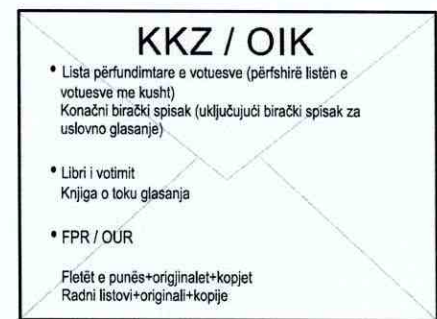 KKZ / OIK
• Lista përfundimtare e votuesve (përfshirë listën e
votuesve me kusht)
Konačni birački spisak (uključujući birački spisak za
uslovno glasanje)
• Libri i votimit
Knjiga o toku glasanja
• FPR / OUR
Fletët e punës+origjinalet+kopjet
Radni listovi+originali+kopije